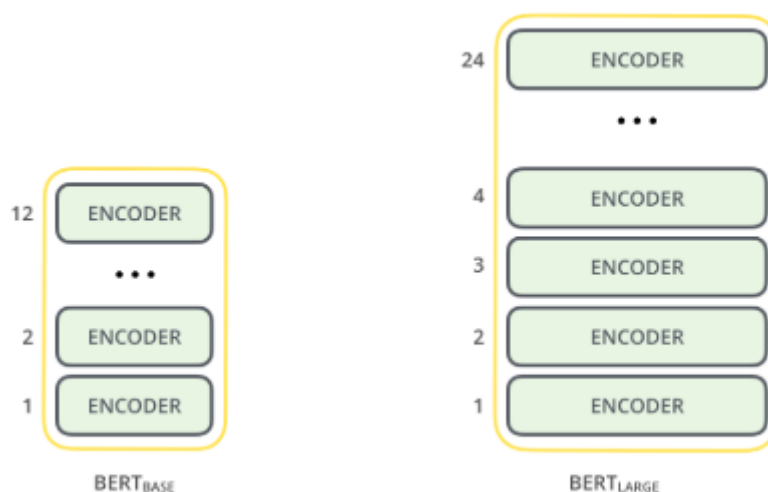 12 ENCODER
...
2 ENCODER
1 ENCODER
BERTBASE
24 ENCODER
...
4 ENCODER
3 ENCODER
2 ENCODER
1 ENCODER
BERTLARGE